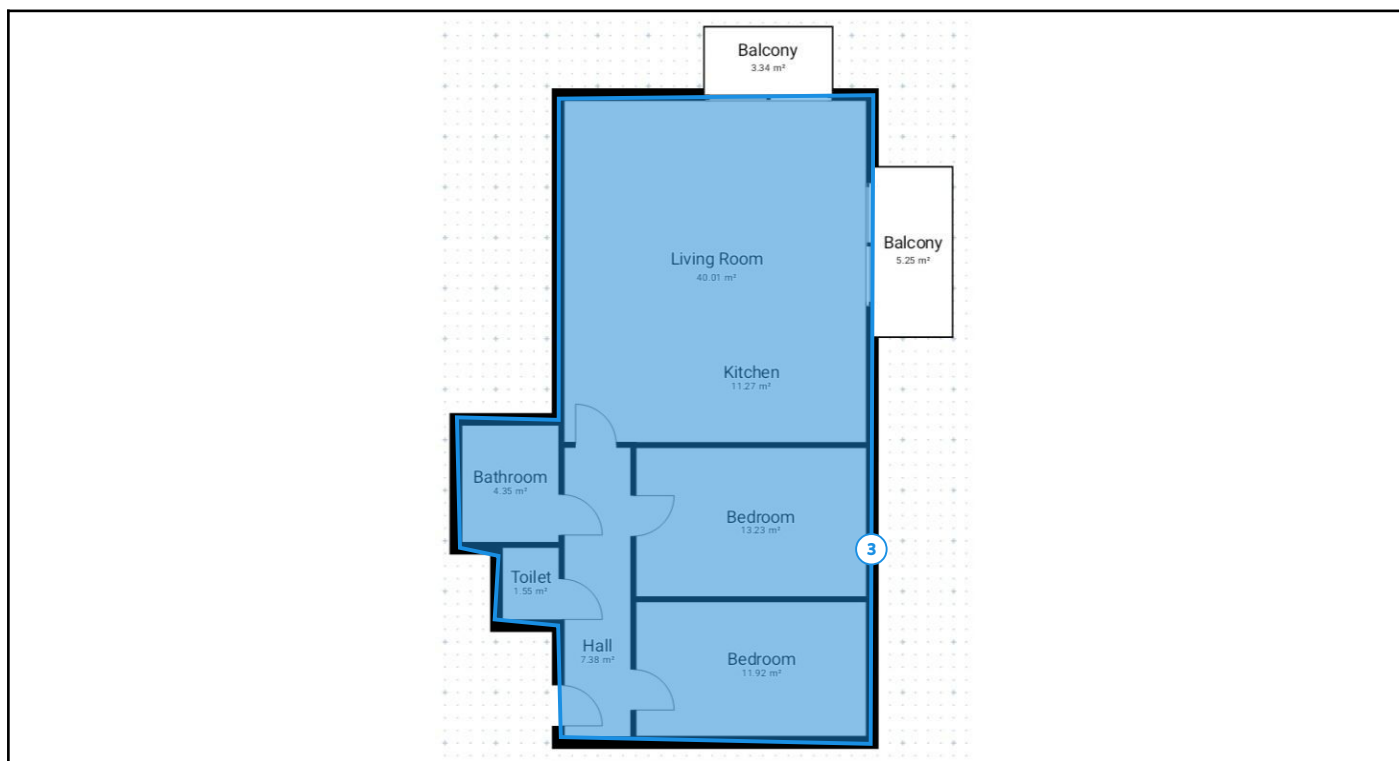 Balcony
3.34 m²
Balcony
5.25 m²
Living Room
40.01 m²
Kitchen
11.27 m²
Bathroom
4.35 m²
Bedroom
13.23 m²
3
Toilet
1.55 m²
Hall
7.38 m²
Bedroom
11.92 m²